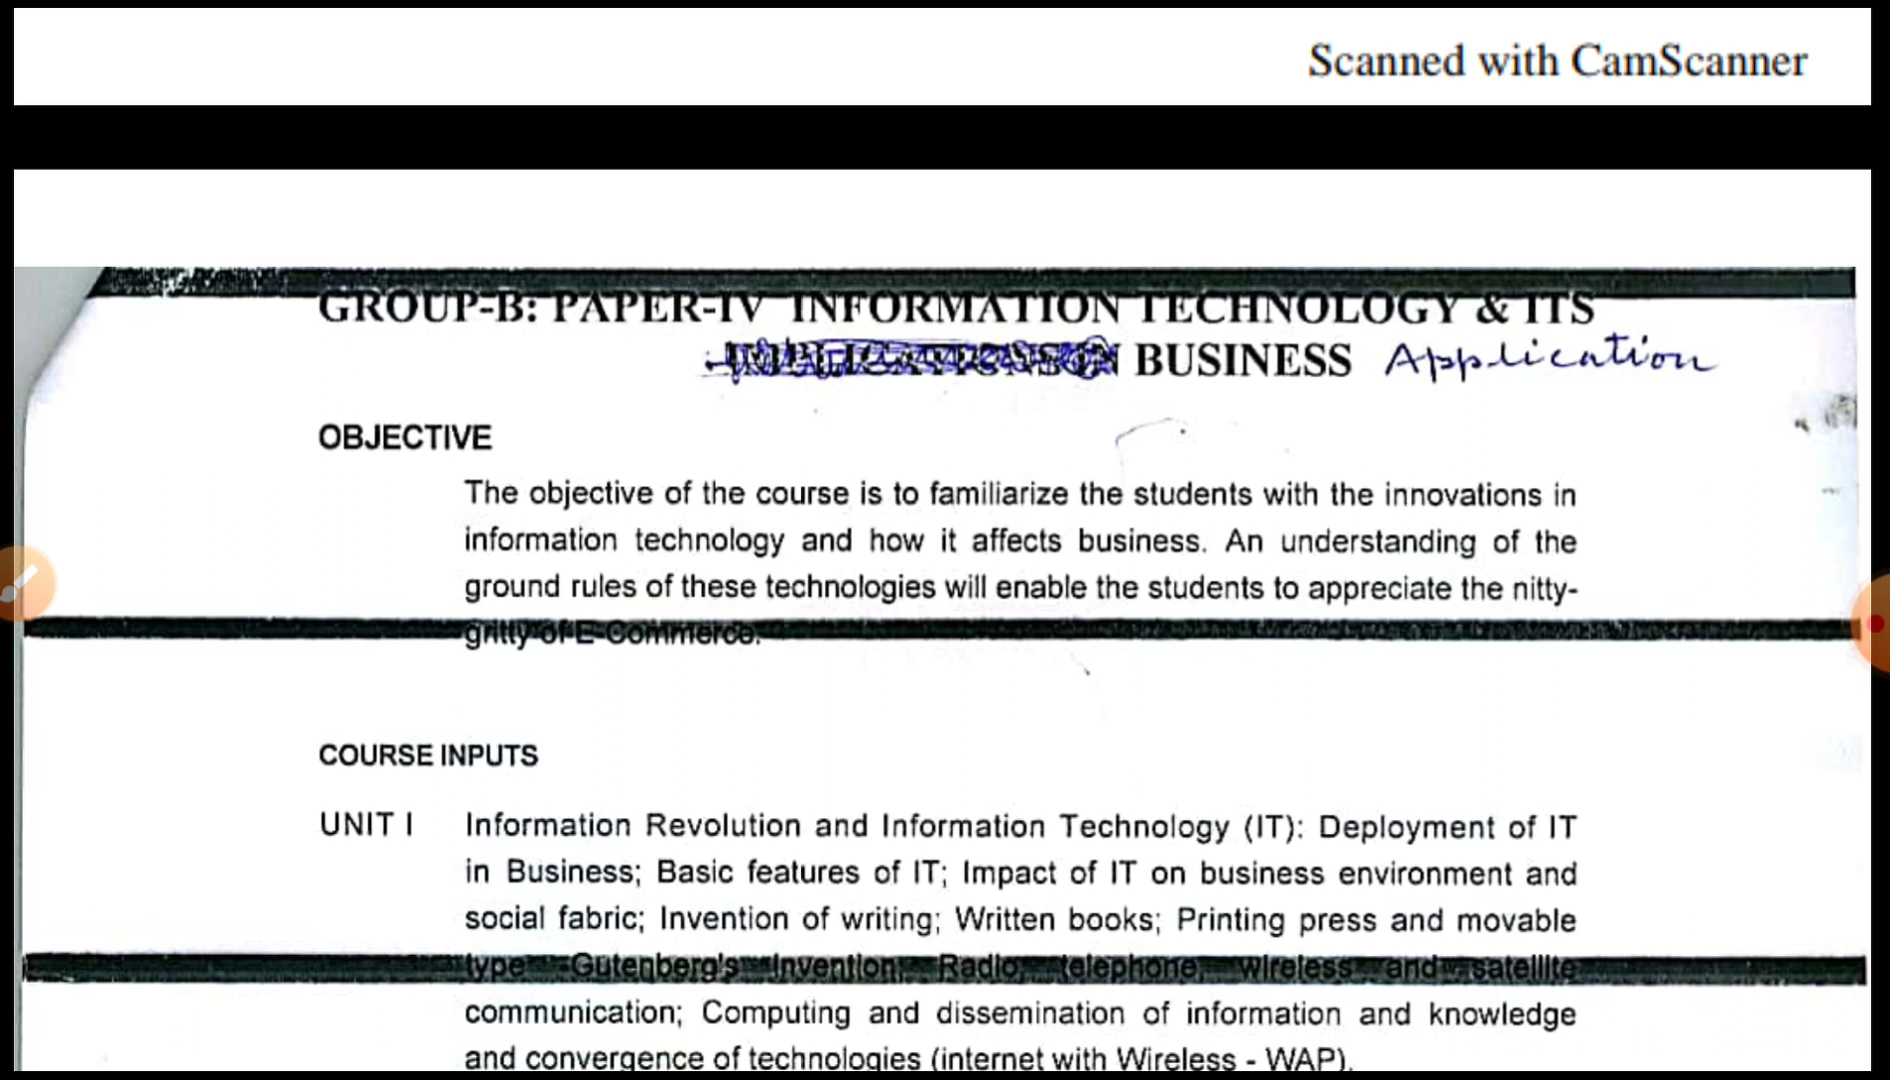 Scanned with CamScanner
GROUP-B: PAPER-IV INFORMATION TECHNOLOGY & ITS
BUSINESS Application
OBJECTIVE
The objective of the course is to familiarize the students with the innovations in
information technology and how it affects business. An understanding of the
ground rules of these technologies will enable the students to appreciate the nitty-
gritty of E-Commerce.
COURSE INPUTS
UNIT I Information Revolution and Information Technology (IT): Deployment of IT
in Business; Basic features of IT; Impact of IT on business environment and
social fabric; Invention of writing; Written books; Printing press and movable
type -Gutenberg's Invention; Radio, telephone, wireless and satellite
communication; Computing and dissemination of information and knowledge
and convergence of technologies (internet with Wireless - WAP).